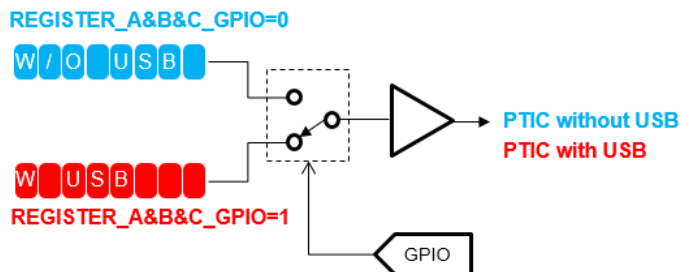 REGISTER_A&B&C_GPIO=0
W/O USB
PTIC without USB
PTIC with USB
W USB
REGISTER_A&B&C_GPIO=1
GPIO